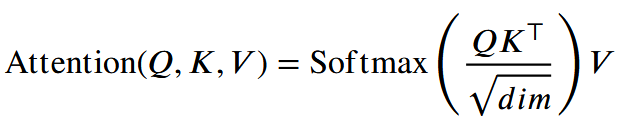 Attention(Q, K, V) = Softmax ( QK⊤ / √dim ) V